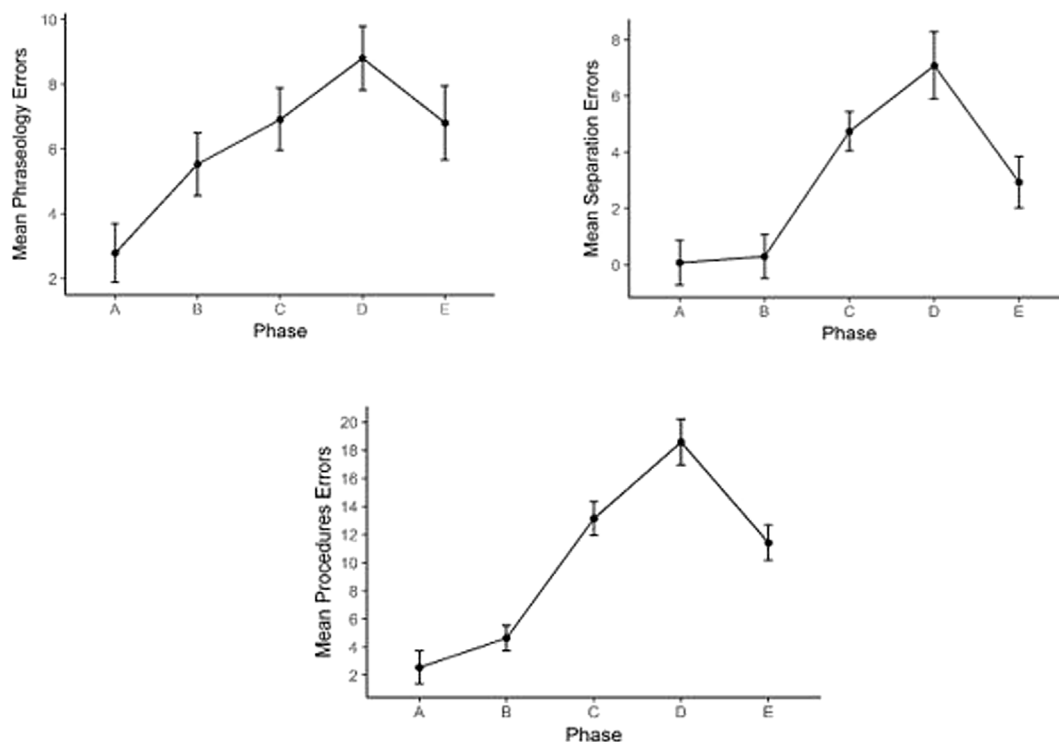 Mean Phraseology Errors
10
8
6
4
2
A B C D E
Phase
Mean Separation Errors
8
6
4
2
0
A B C D E
Phase
Mean Procedures Errors
20
18
16
14
12
10
8
6
4
2
A B C D E
Phase